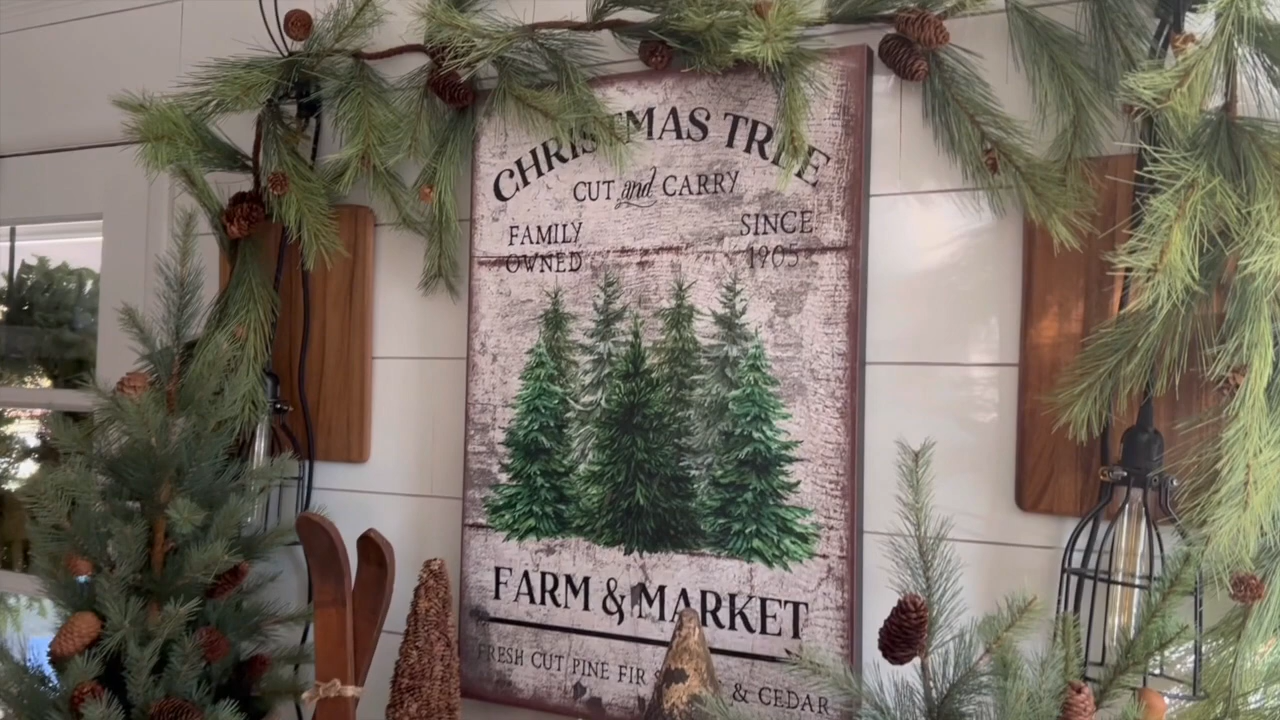 CHRISTMAS TREE
CUT and CARRY
FAMILY OWNED
SINCE 1905
FARM & MARKET
FRESH CUT PINE FIR & CEDAR